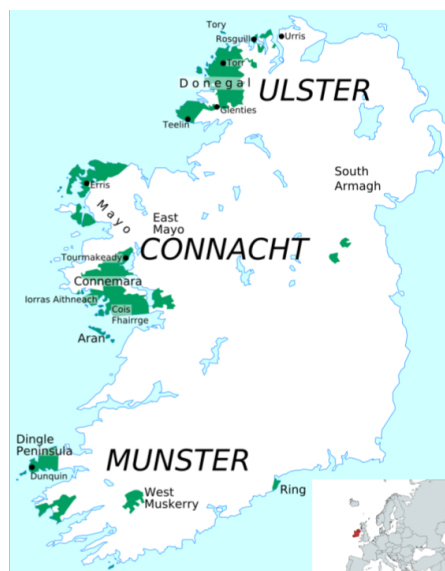 Tory
Rosguill
Urris
Torr
Donegal
ULSTER
Glenties
Teelin
South
Armagh
Erris
Mayo
East
Mayo
CONNACHT
Tourmakeady
Connemara
Iorras Aithneach
Cois
Fhairrge
Aran
Dingle
Peninsula
MUNSTER
Dunquin
West
Muskerry
Ring